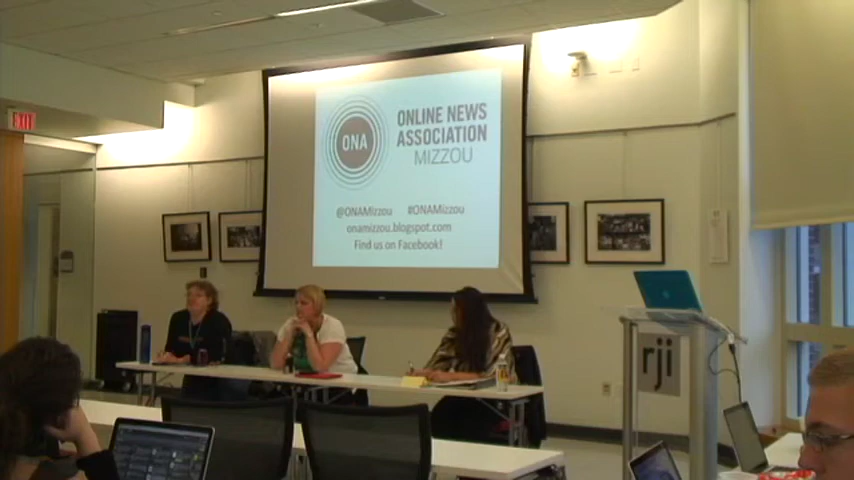 EXIT
ONA
ONLINE NEWS
ASSOCIATION
MIZZOU
@ONAMizzou #ONAMizzou
onamizzou.blogspot.com
Find us on Facebook!
rji